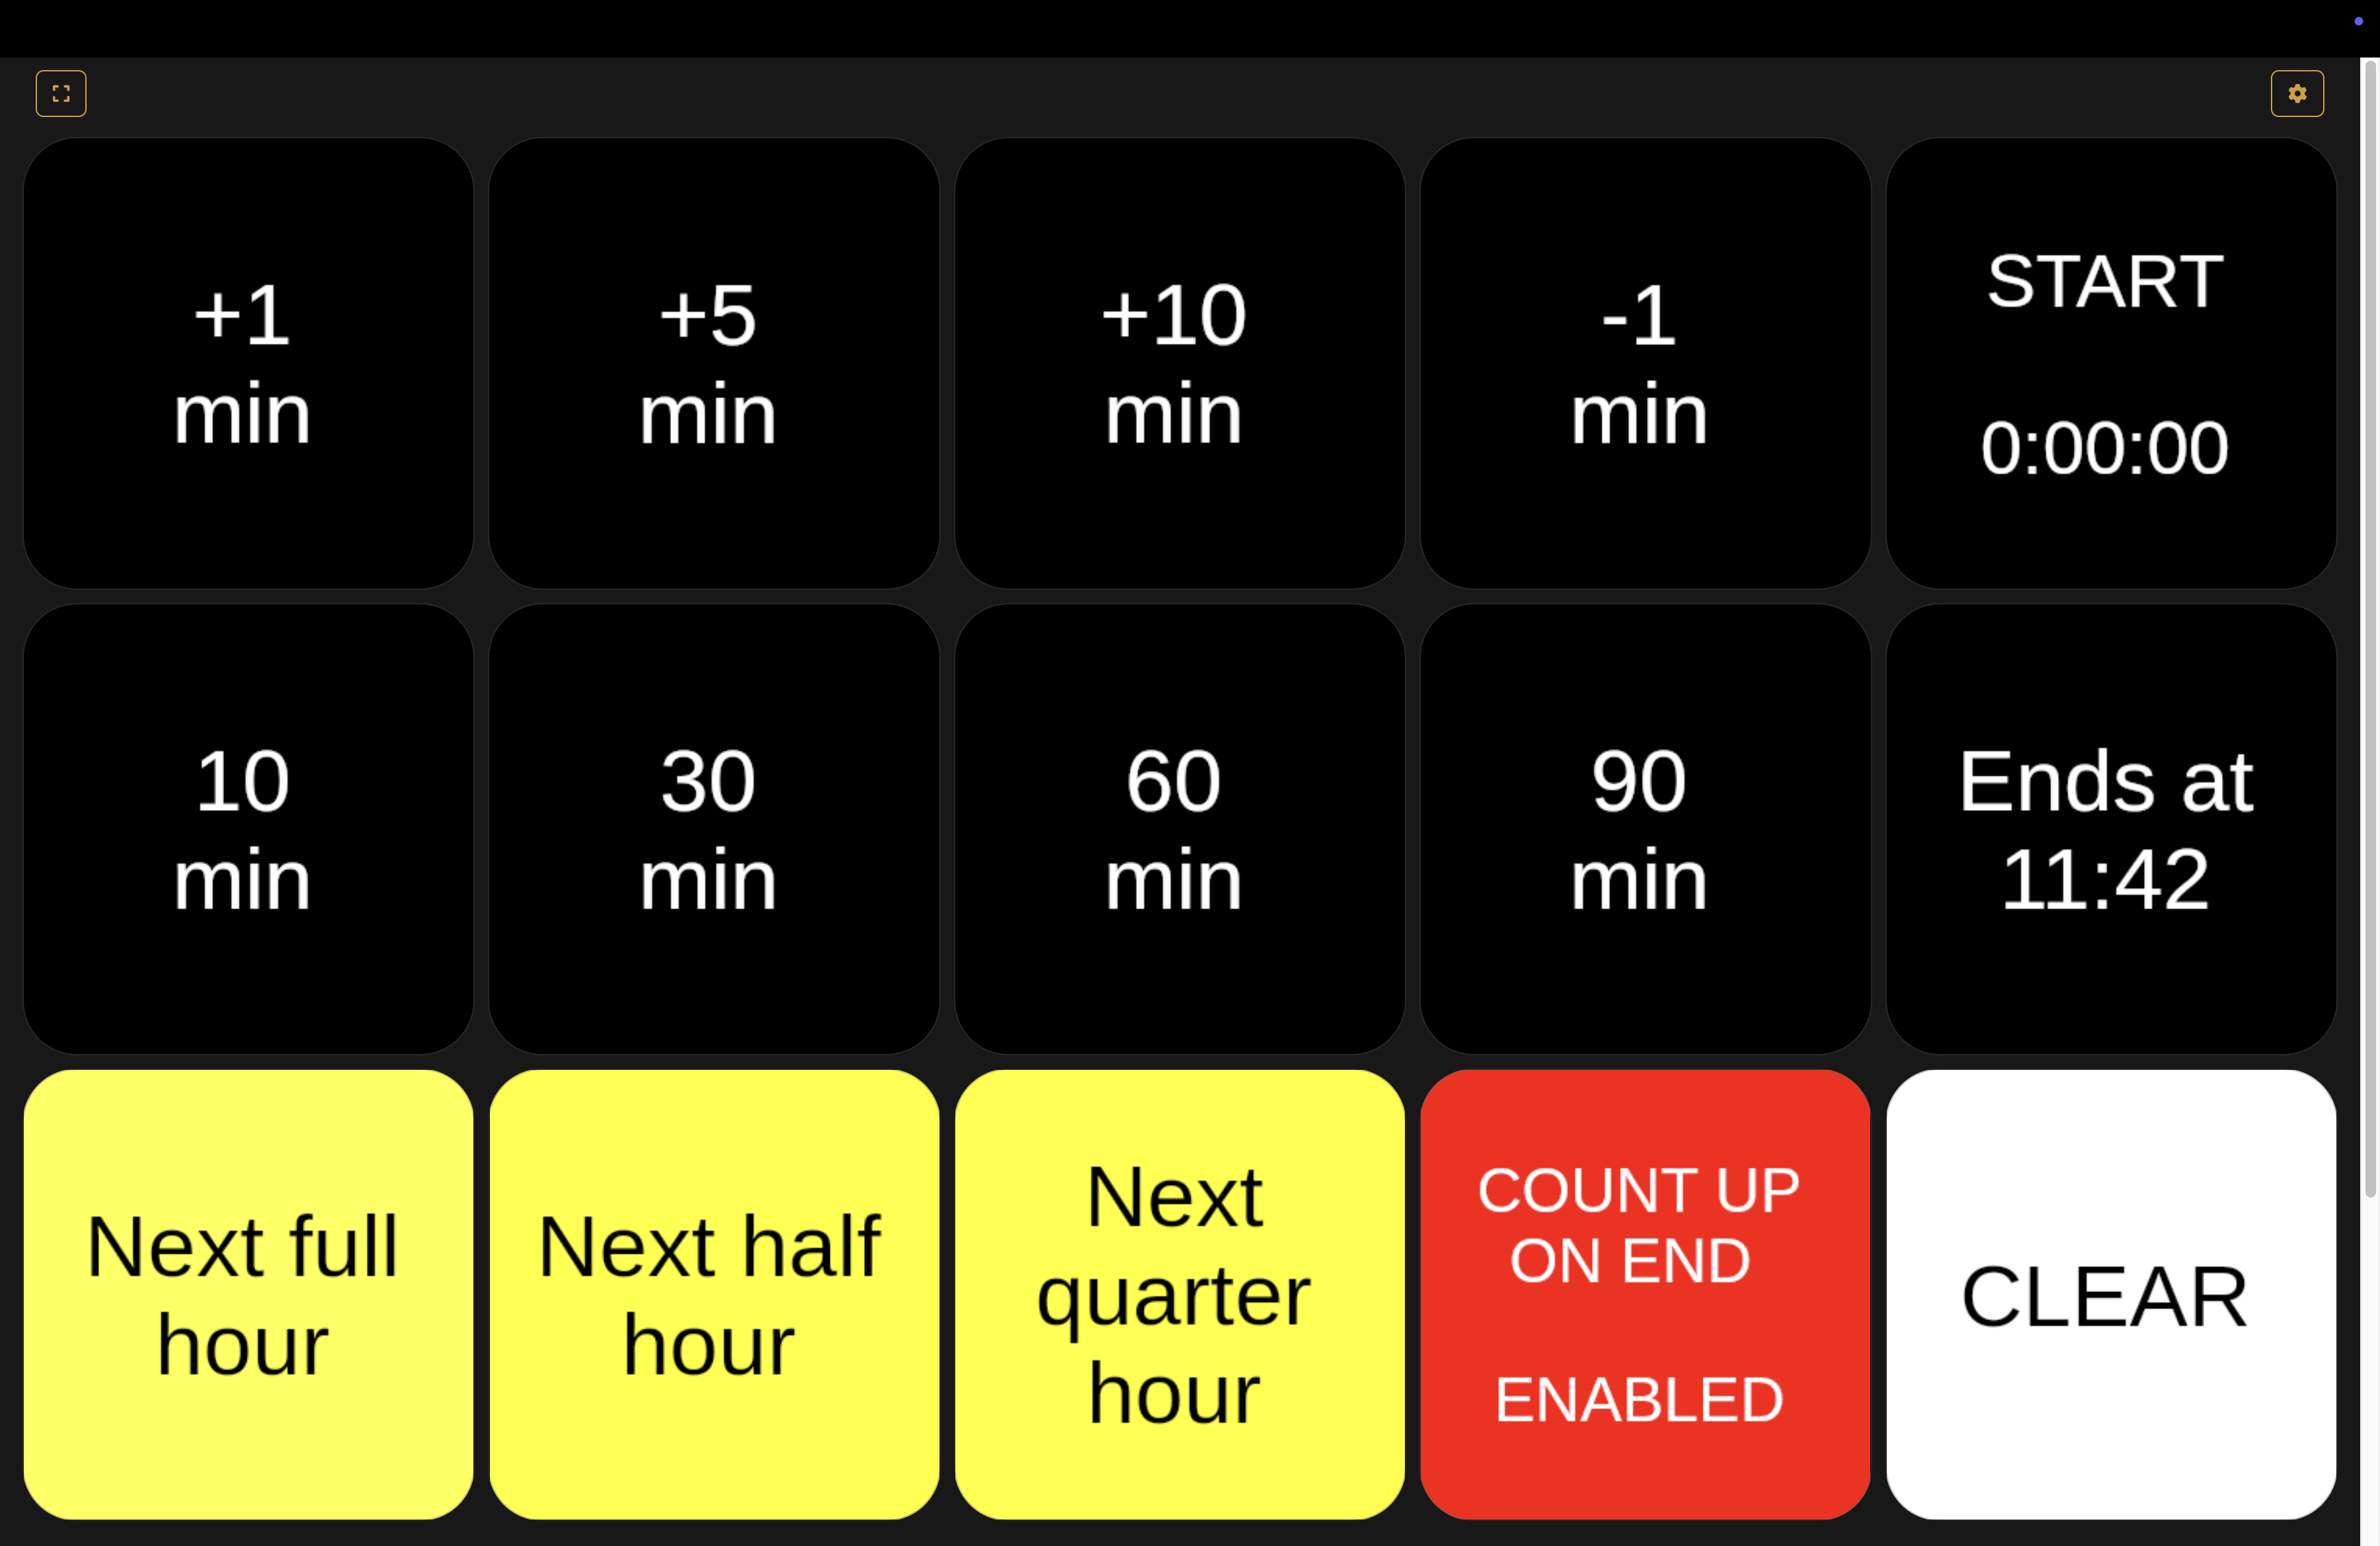 +1
min
+5
min
+10
min
-1
min
START
0:00:00
10
min
30
min
60
min
90
min
Ends at
11:42
Next full
hour
Next half
hour
Next
quarter
hour
COUNT UP
ON END
ENABLED
CLEAR